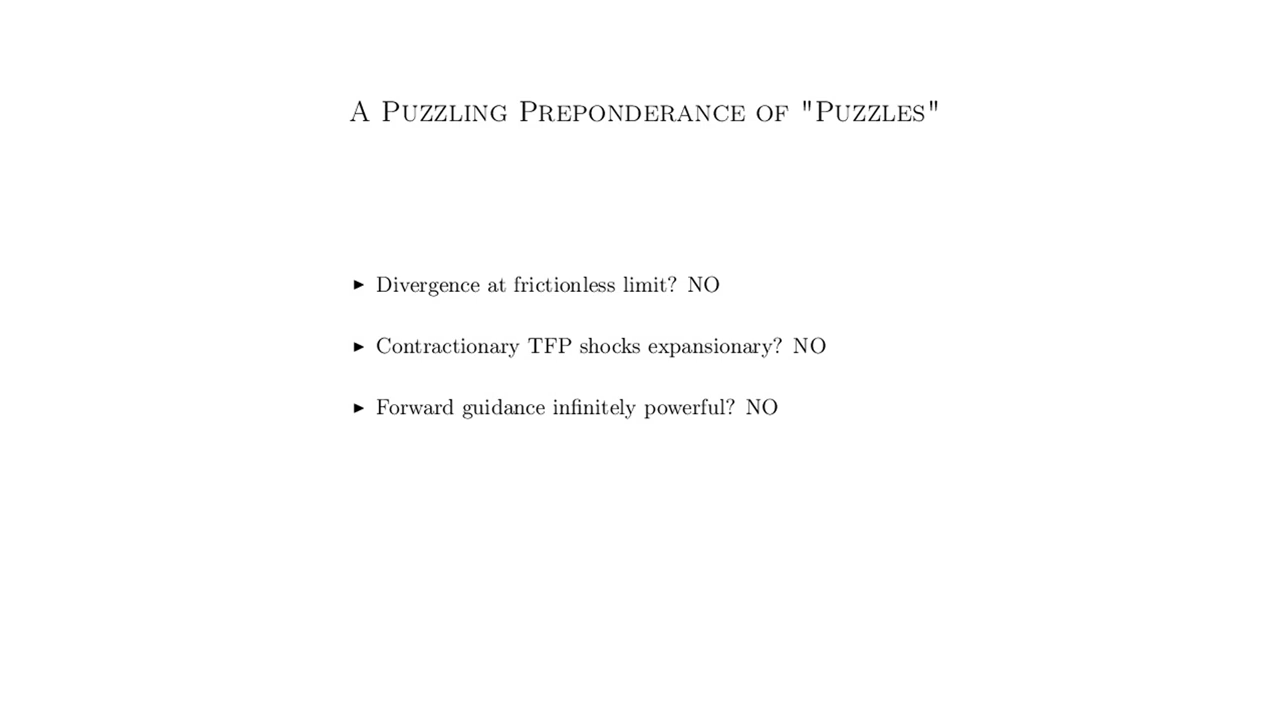 A Puzzling Preponderance of "Puzzles"
▶ Divergence at frictionless limit? NO
▶ Contractionary TFP shocks expansionary? NO
▶ Forward guidance infinitely powerful? NO